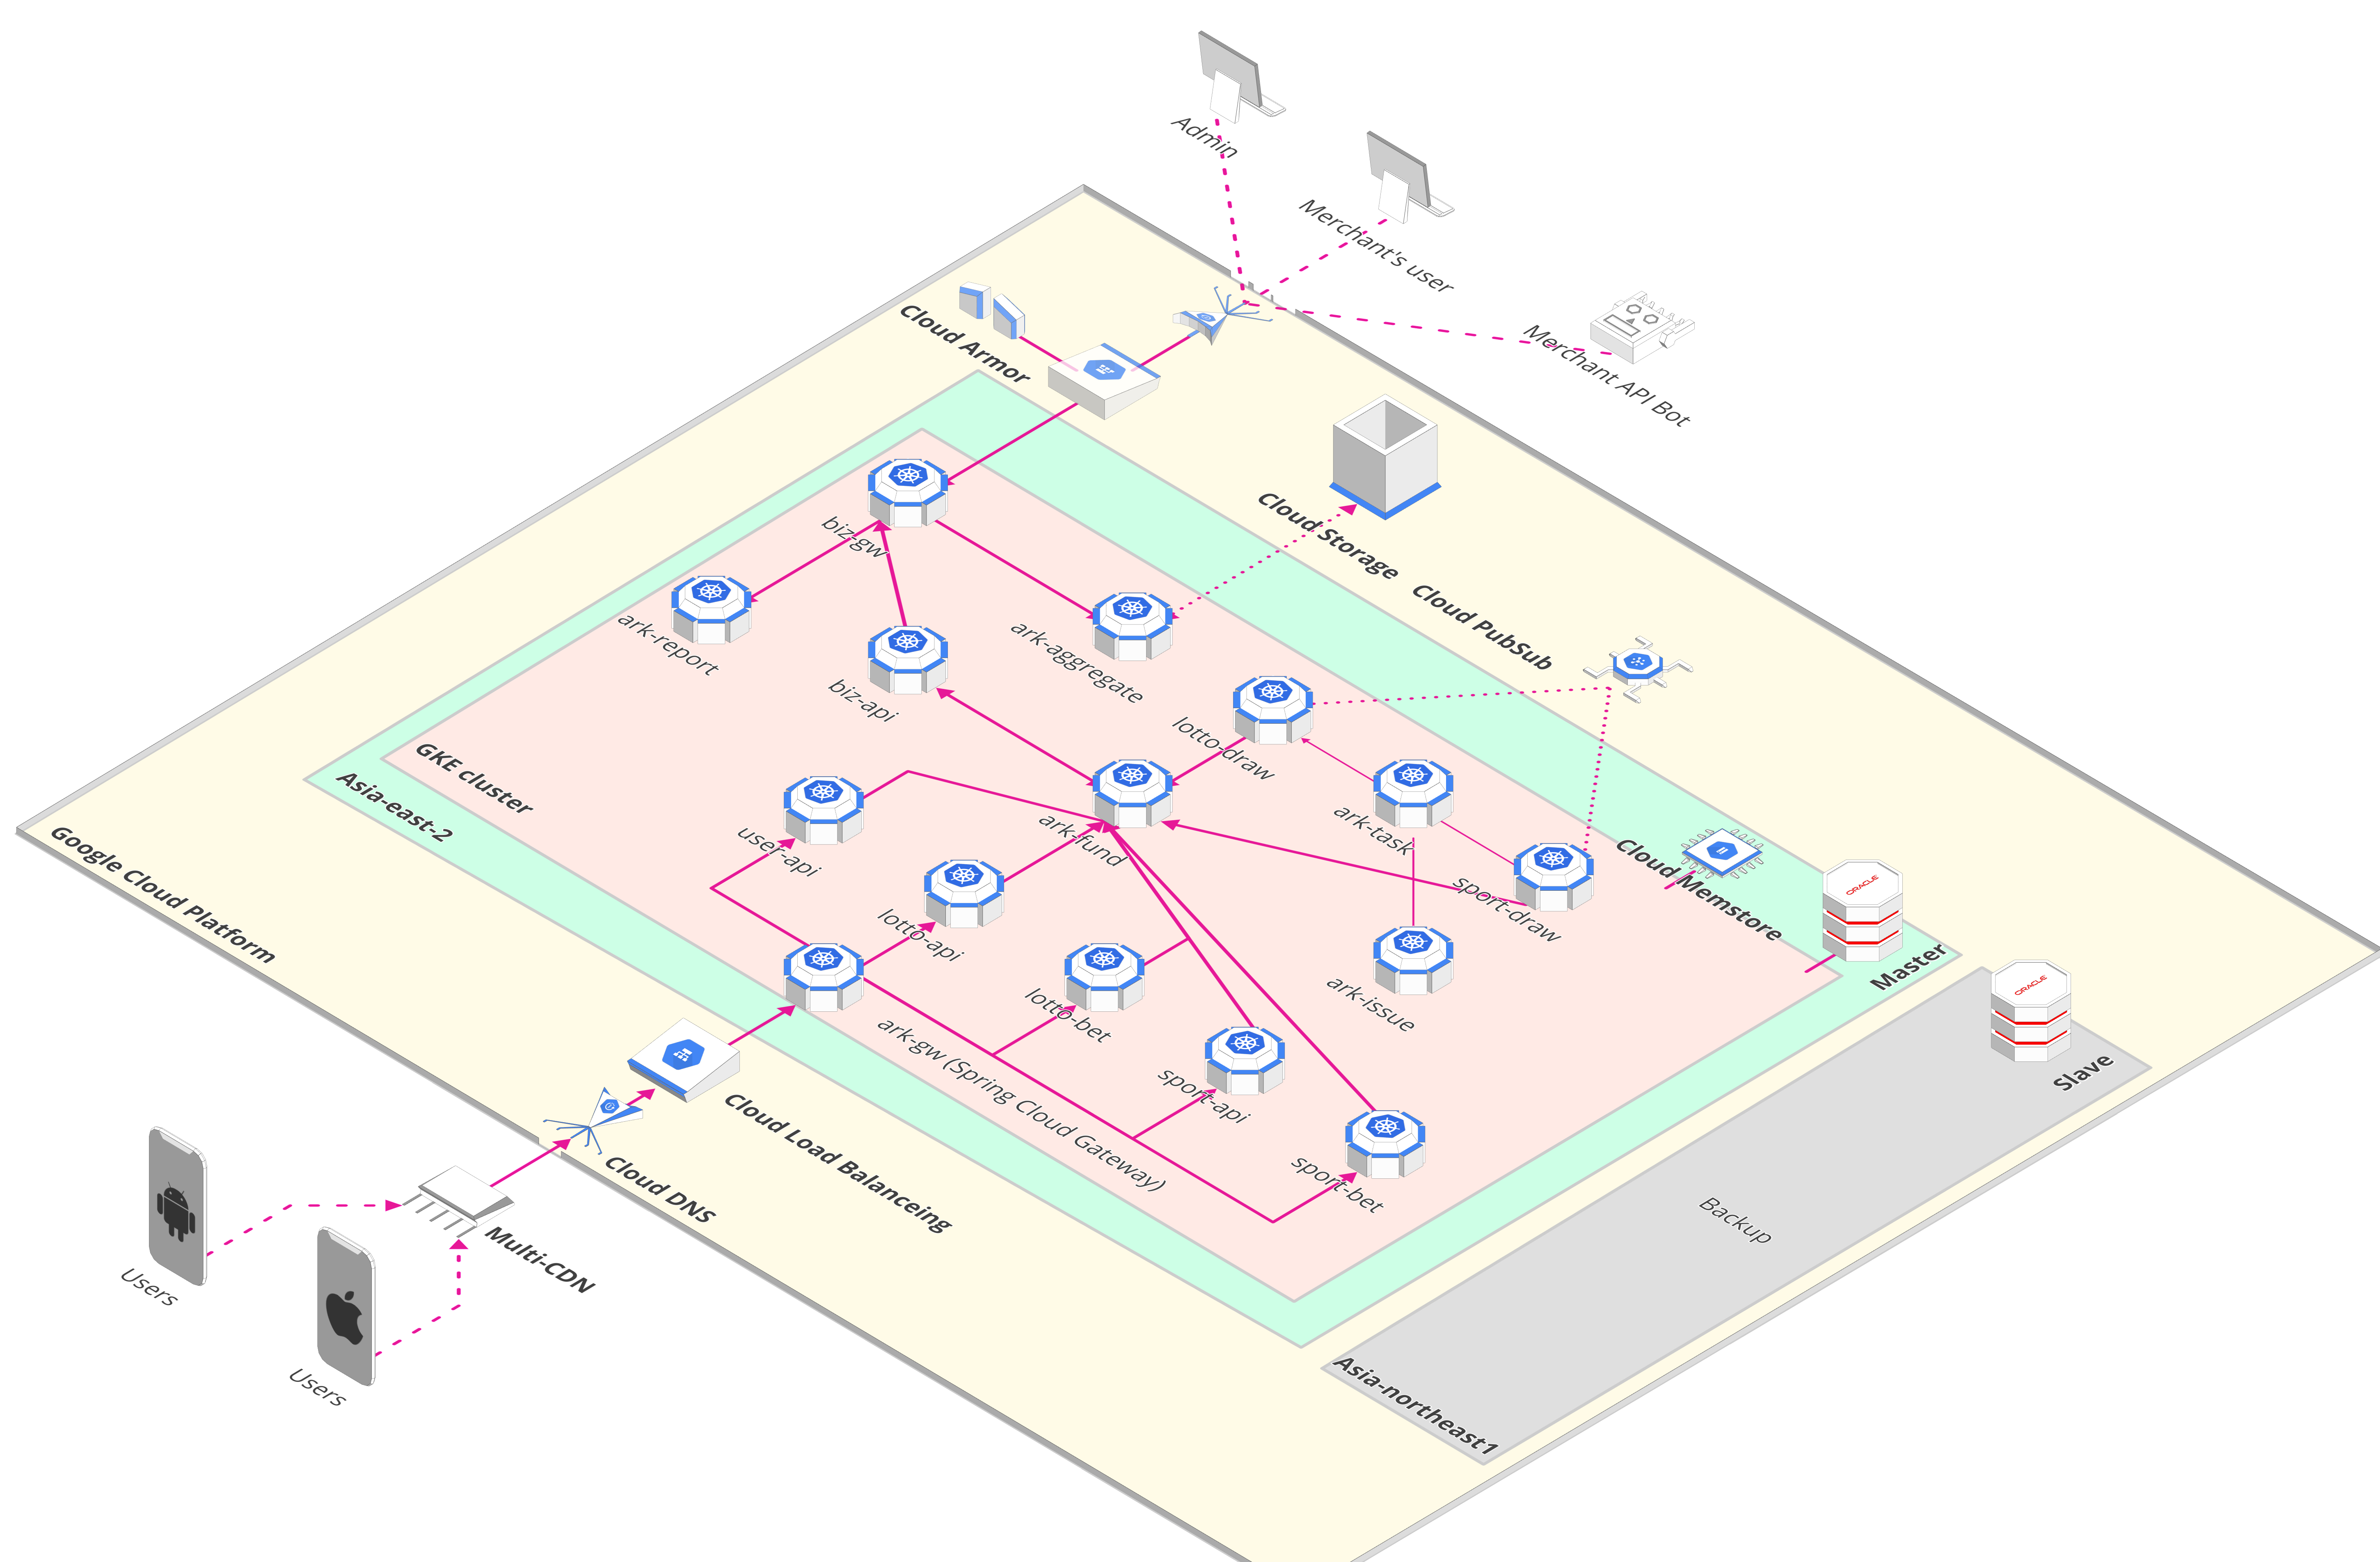 Admin
Merchant's user
Merchant API Bot
Cloud Armor
Cloud Storage
Cloud PubSub
biz-gw
ark-report
ark-aggregate
biz-api
lotto-draw
GKE cluster
Asia-east-2
Google Cloud Platform
user-api
ark-fund
ark-task
sport-draw
Cloud Memstore
ORACLE
Master
ORACLE
Slave
lotto-api
lotto-bet
ark-issue
ark-gw (Spring Cloud Gateway)
sport-api
sport-bet
Cloud Load Balanceing
Cloud DNS
Multi-CDN
Users
Users
Backup
Asia-northeast1